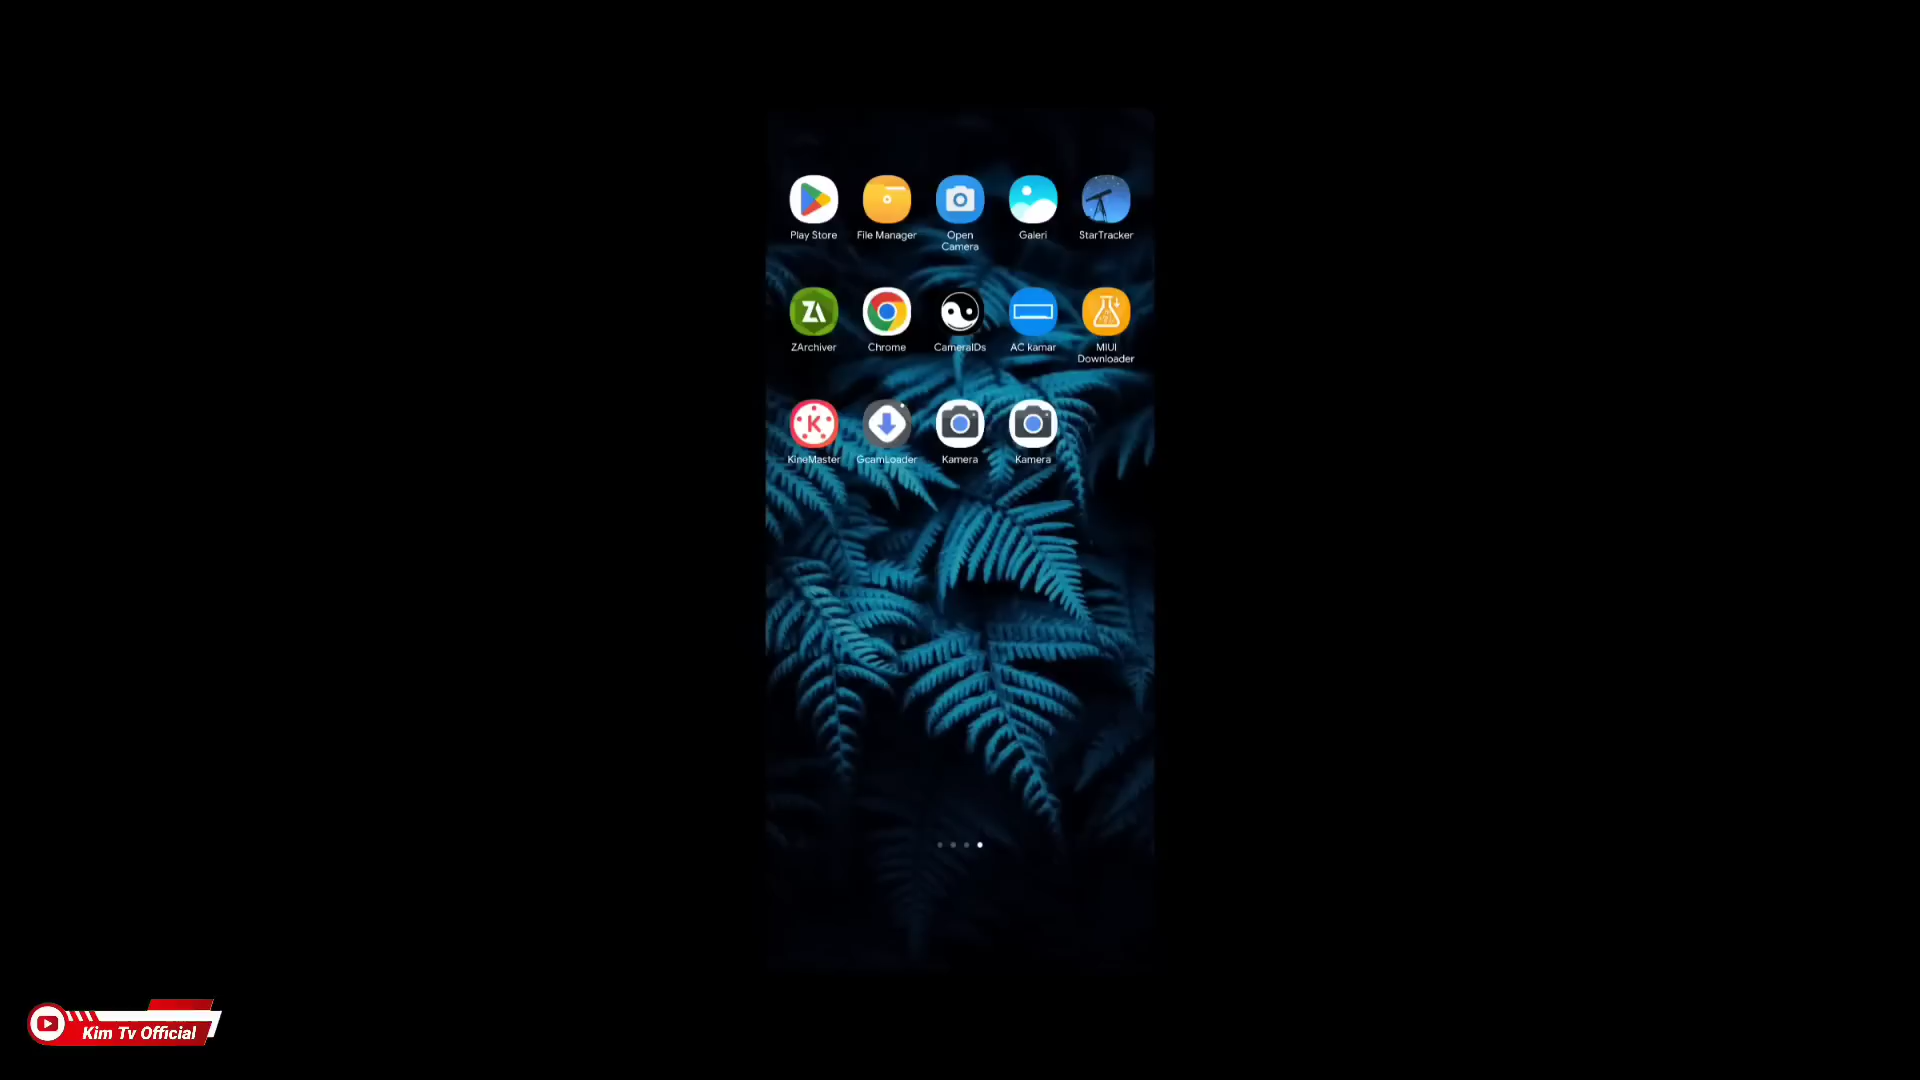 Play Store
File Manager
Open
Camera
Galeri
StarTracker
ZA
ZArchiver
Chrome
CameraIDs
AC kamar
MIUI
Downloader
K
KineMaster
GcamLoader
Kamera
Kamera
Kim Tv Official